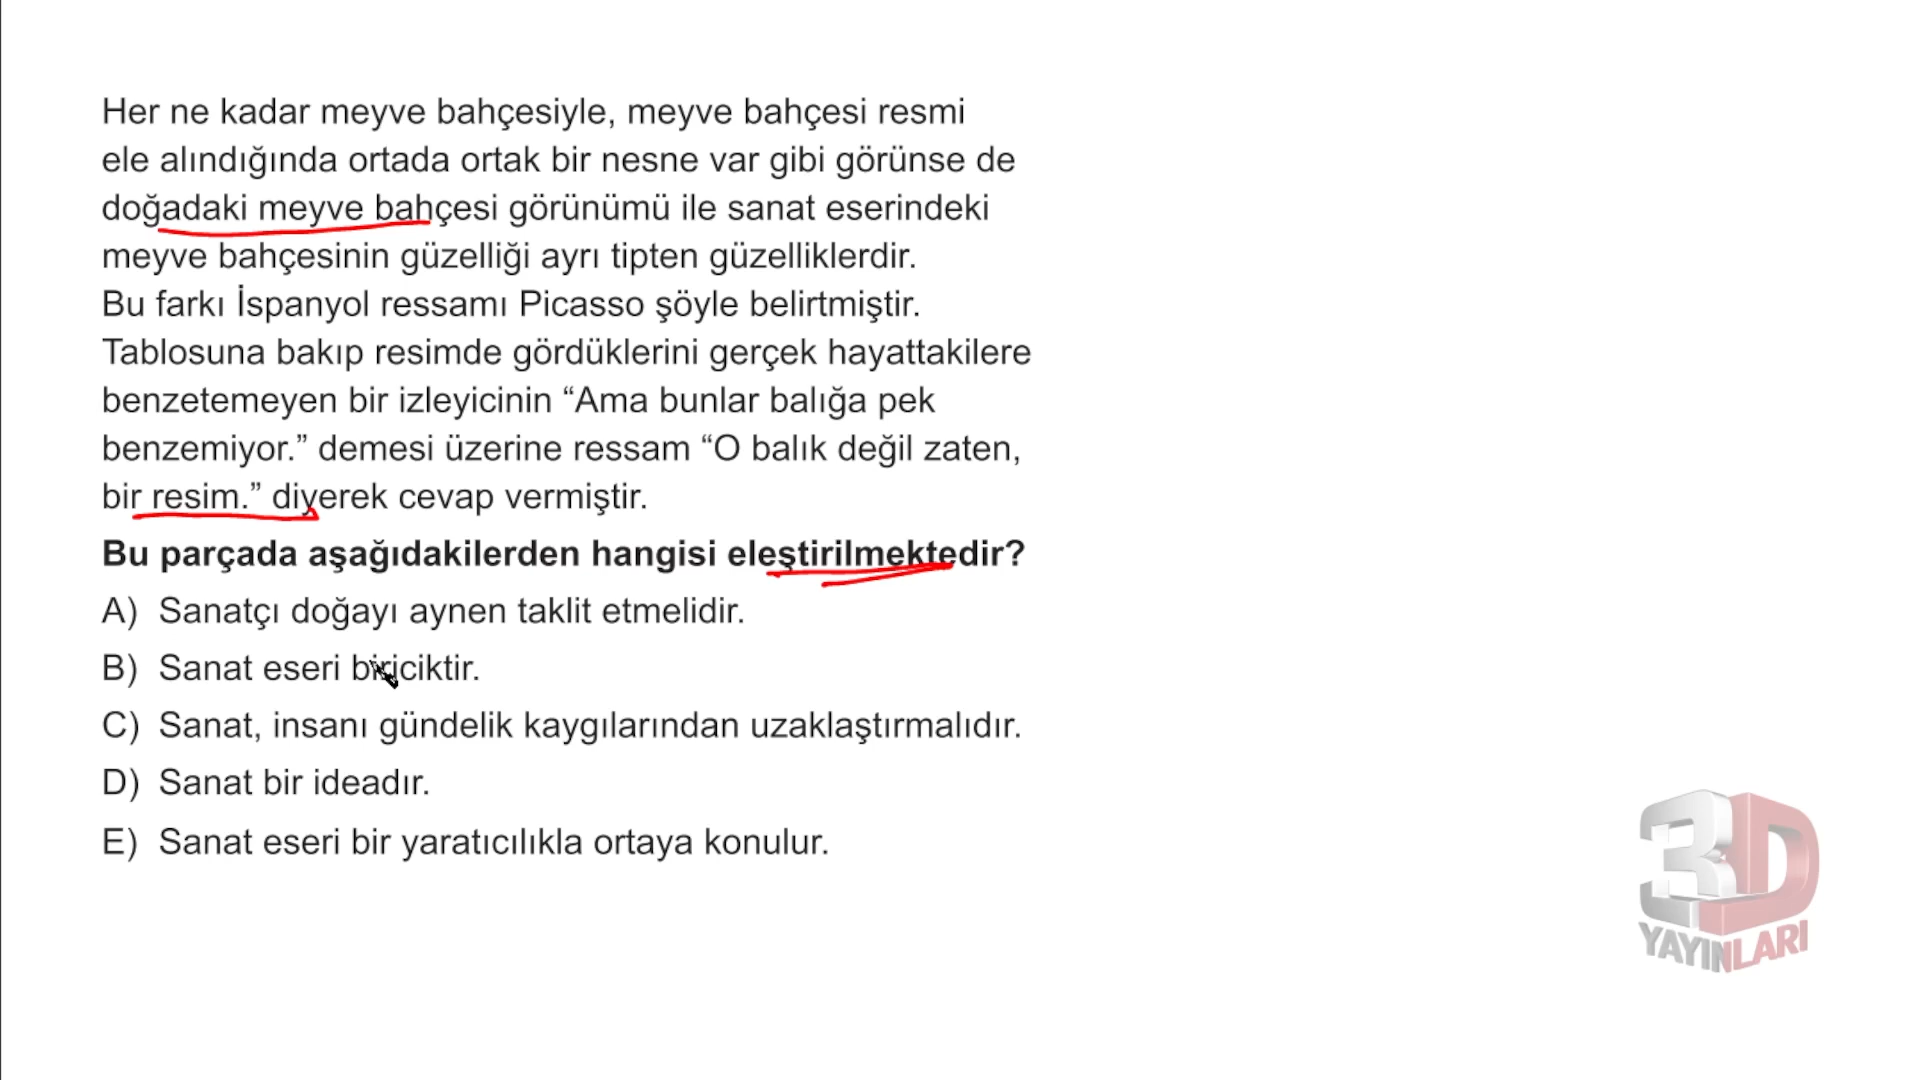 Her ne kadar meyve bahçesiyle, meyve bahçesi resmi
ele alındığında ortada ortak bir nesne var gibi görünse de
doğadaki meyve bahçesi görünümü ile sanat eserindeki
meyve bahçesinin güzelliği ayrı tipten güzelliklerdir.
Bu farkı İspanyol ressamı Picasso şöyle belirtmiştir.
Tablosuna bakıp resimde gördüklerini gerçek hayattakilere
benzetemeyen bir izleyicinin “Ama bunlar balığa pek
benzemiyor.” demesi üzerine ressam “O balık değil zaten,
bir resim.” diyerek cevap vermiştir.
Bu parçada aşağıdakilerden hangisi eleştirilmektedir?
A) Sanatçı doğayı aynen taklit etmelidir.
B) Sanat eseri biriciktir.
C) Sanat, insanı gündelik kaygılarından uzaklaştırmalıdır.
D) Sanat bir ideadır.
E) Sanat eseri bir yaratıcılıkla ortaya konulur.
3D
YAYINLARI